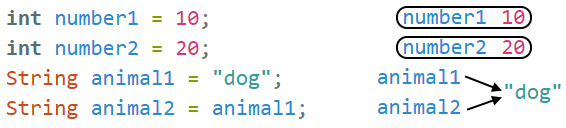 int number1 = 10;
int number2 = 20;
String animal1 = "dog";
String animal2 = animal1;
number1 10
number2 20
animal1
animal2
"dog"